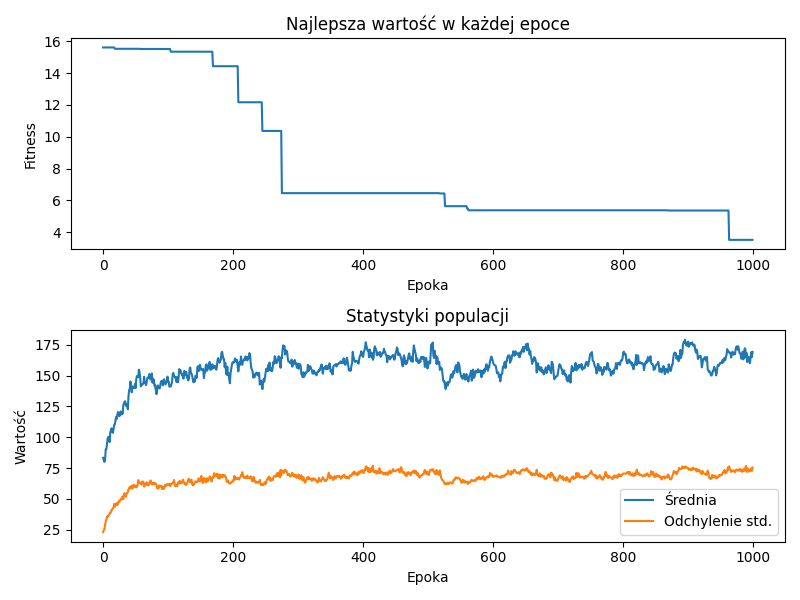 Najlepsza wartość w każdej epoce
16
14
12
10
8
6
4
Fitness
0 200 400 600 800 1000
Epoka
Statystyki populacji
175
150
125
100
75
50
25
Wartość
Średnia
Odchylenie std.
0 200 400 600 800 1000
Epoka